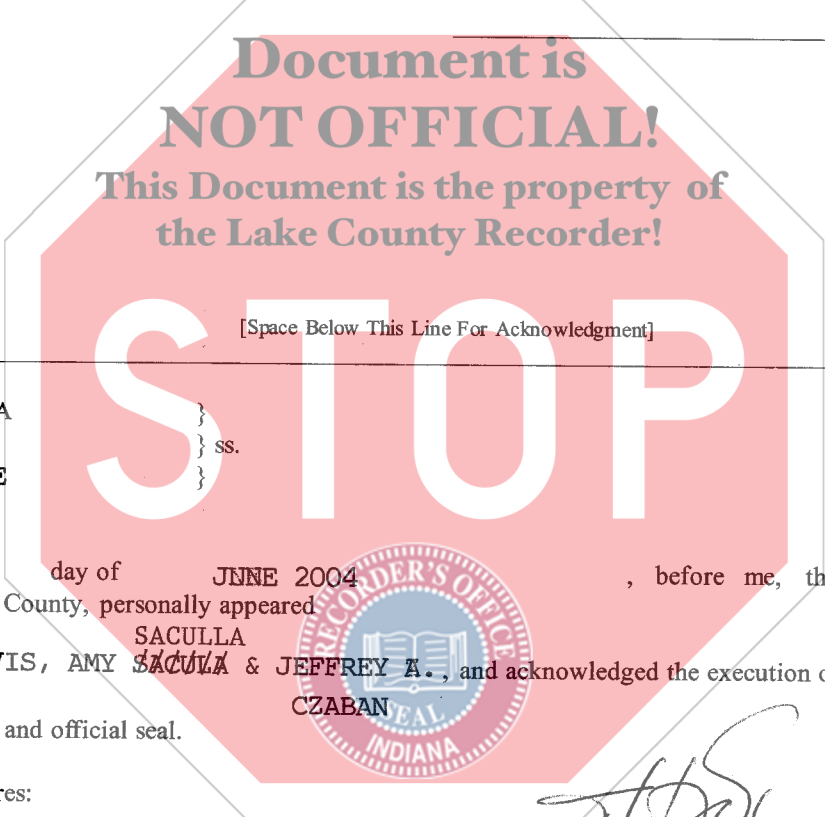 Document is
NOT OFFICIAL!
This Document is the property of
the Lake County Recorder!
STOP
[Space Below This Line For Acknowledgment]
A }
} ss.
E }
day of JUNE 2004 , before me, th
County, personally appeared
SACULLA
VIS, AMY SACULA & JEFFREY A., and acknowledged the execution o
CZABAN
and official seal.
res:
RECORDER'S OFFICE
SEAL
INDIANA